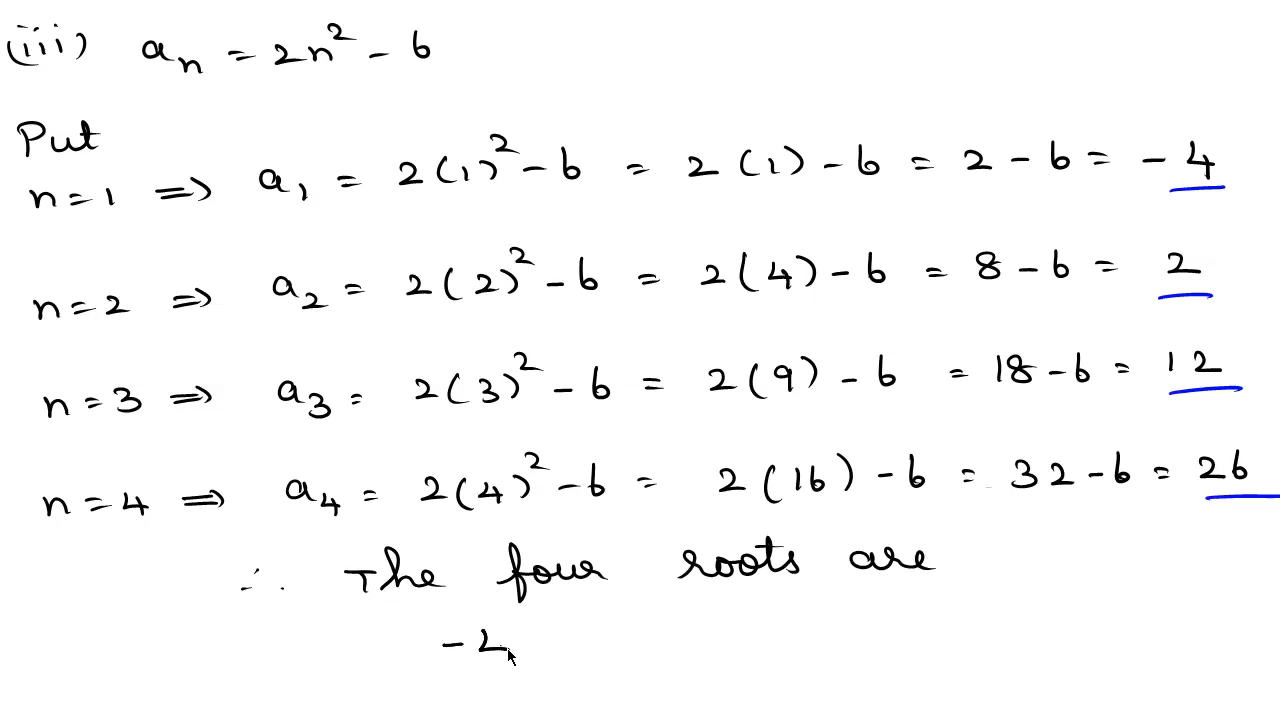 (iii) aₙ = 2n² - 6
Put
n = 1 ⇒ a₁ = 2(1)² - 6 = 2(1) - 6 = 2 - 6 = -4
n = 2 ⇒ a₂ = 2(2)² - 6 = 2(4) - 6 = 8 - 6 = 2
n = 3 ⇒ a₃ = 2(3)² - 6 = 2(9) - 6 = 18 - 6 = 12
n = 4 ⇒ a₄ = 2(4)² - 6 = 2(16) - 6 = 32 - 6 = 26
∴ The four roots are
-4